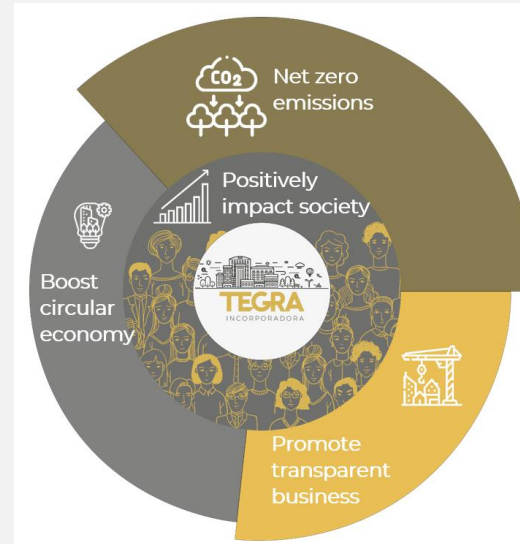 CO2
Net zero
emissions
Positively
impact society
TEGRA
INCORPORADORA
Boost
circular
economy
Promote
transparent
business